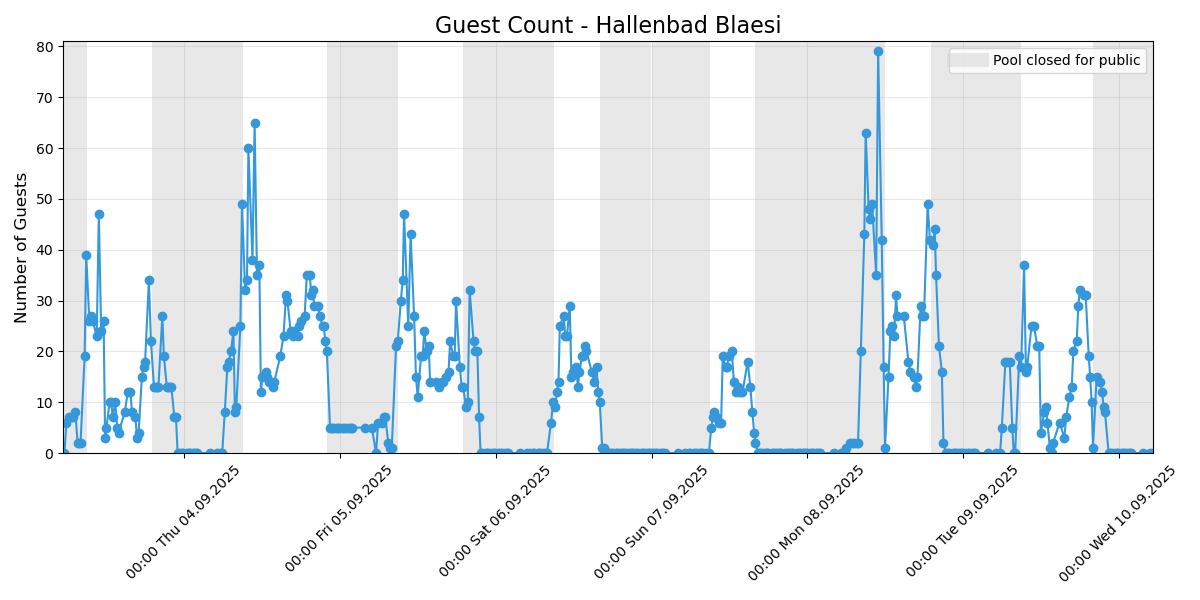 Guest Count - Hallenbad Blaesi
Pool closed for public
Number of Guests
80
70
60
50
40
30
20
10
0
00:00 Thu 04.09.2025
00:00 Fri 05.09.2025
00:00 Sat 06.09.2025
00:00 Sun 07.09.2025
00:00 Mon 08.09.2025
00:00 Tue 09.09.2025
00:00 Wed 10.09.2025